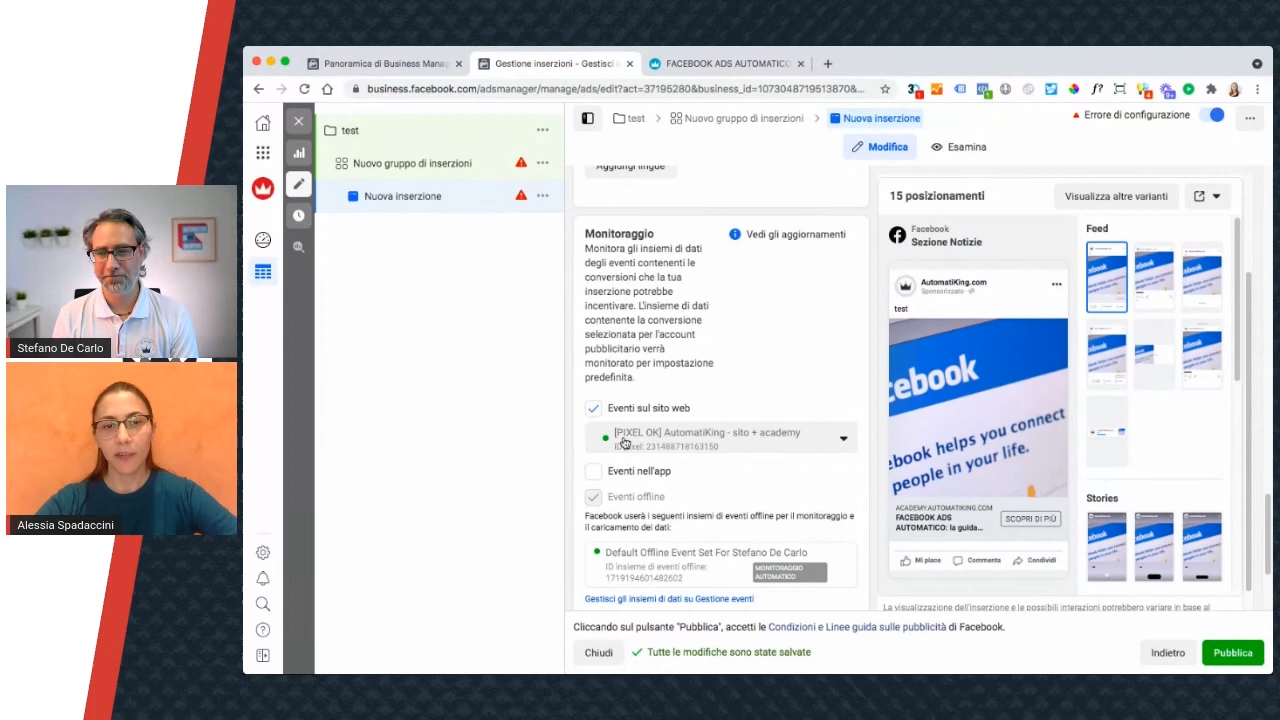 Panoramica di Business Mana
Gestione inserzioni - Gestisci
FACEBOOK ADS AUTOMATICO
business.facebook.com/adsmanager/manage/ads/edit?act=37195280&business_id=10730487195138708...
test
Nuovo gruppo di inserzioni
Nuova inserzione
test > Nuovo gruppo di inserzioni > Nuova inserzione
Errore di configurazione
Modifica
Esamina
Aggiungi lingue
Monitoraggio
Vedi gli aggiornamenti
Monitora gli insiemi di dati
degli eventi contenenti le
conversioni che la tua
inserzione potrebbe
incentivare. L'insieme di dati
contenente la conversione
selezionata per l'account
pubblicitario verrà
monitorato per impostazione
predefinita.
Eventi sul sito web
[PIXEL OK] AutomatiKing - sito + academy
pixel: 231488718163150
Eventi nell'app
Eventi offline
Facebook userà i seguenti insiemi di eventi offline per il monitoraggio e
il caricamento dei dati:
Default Offline Event Set For Stefano De Carlo
ID insieme di eventi offline:
1719194601482602
MONITORAGGIO
AUTOMATICO
Gestisci gli insiemi di dati su Gestione eventi
15 posizionamenti
Visualizza altre varianti
Facebook
Sezione Notizie
AutomatiKing.com
Sponsorizzato
test
cebook
ebook helps you connect
people in your life.
ACADEMY.AUTOMATIKING.COM
FACEBOOK ADS
AUTOMATICO: la guida...
SCOPRI DI PIÙ
Mi piace
Commenta
Condividi
Feed
Stories
La visualizzazione dell'inserzione e le possibili interazioni potrebbero variare in base al
Cliccando sul pulsante "Pubblica", accetti le Condizioni e Linee guida sulle pubblicità di Facebook.
Chiudi
Tutte le modifiche sono state salvate
Indietro
Pubblica
Stefano De Carlo
Alessia Spadaccini